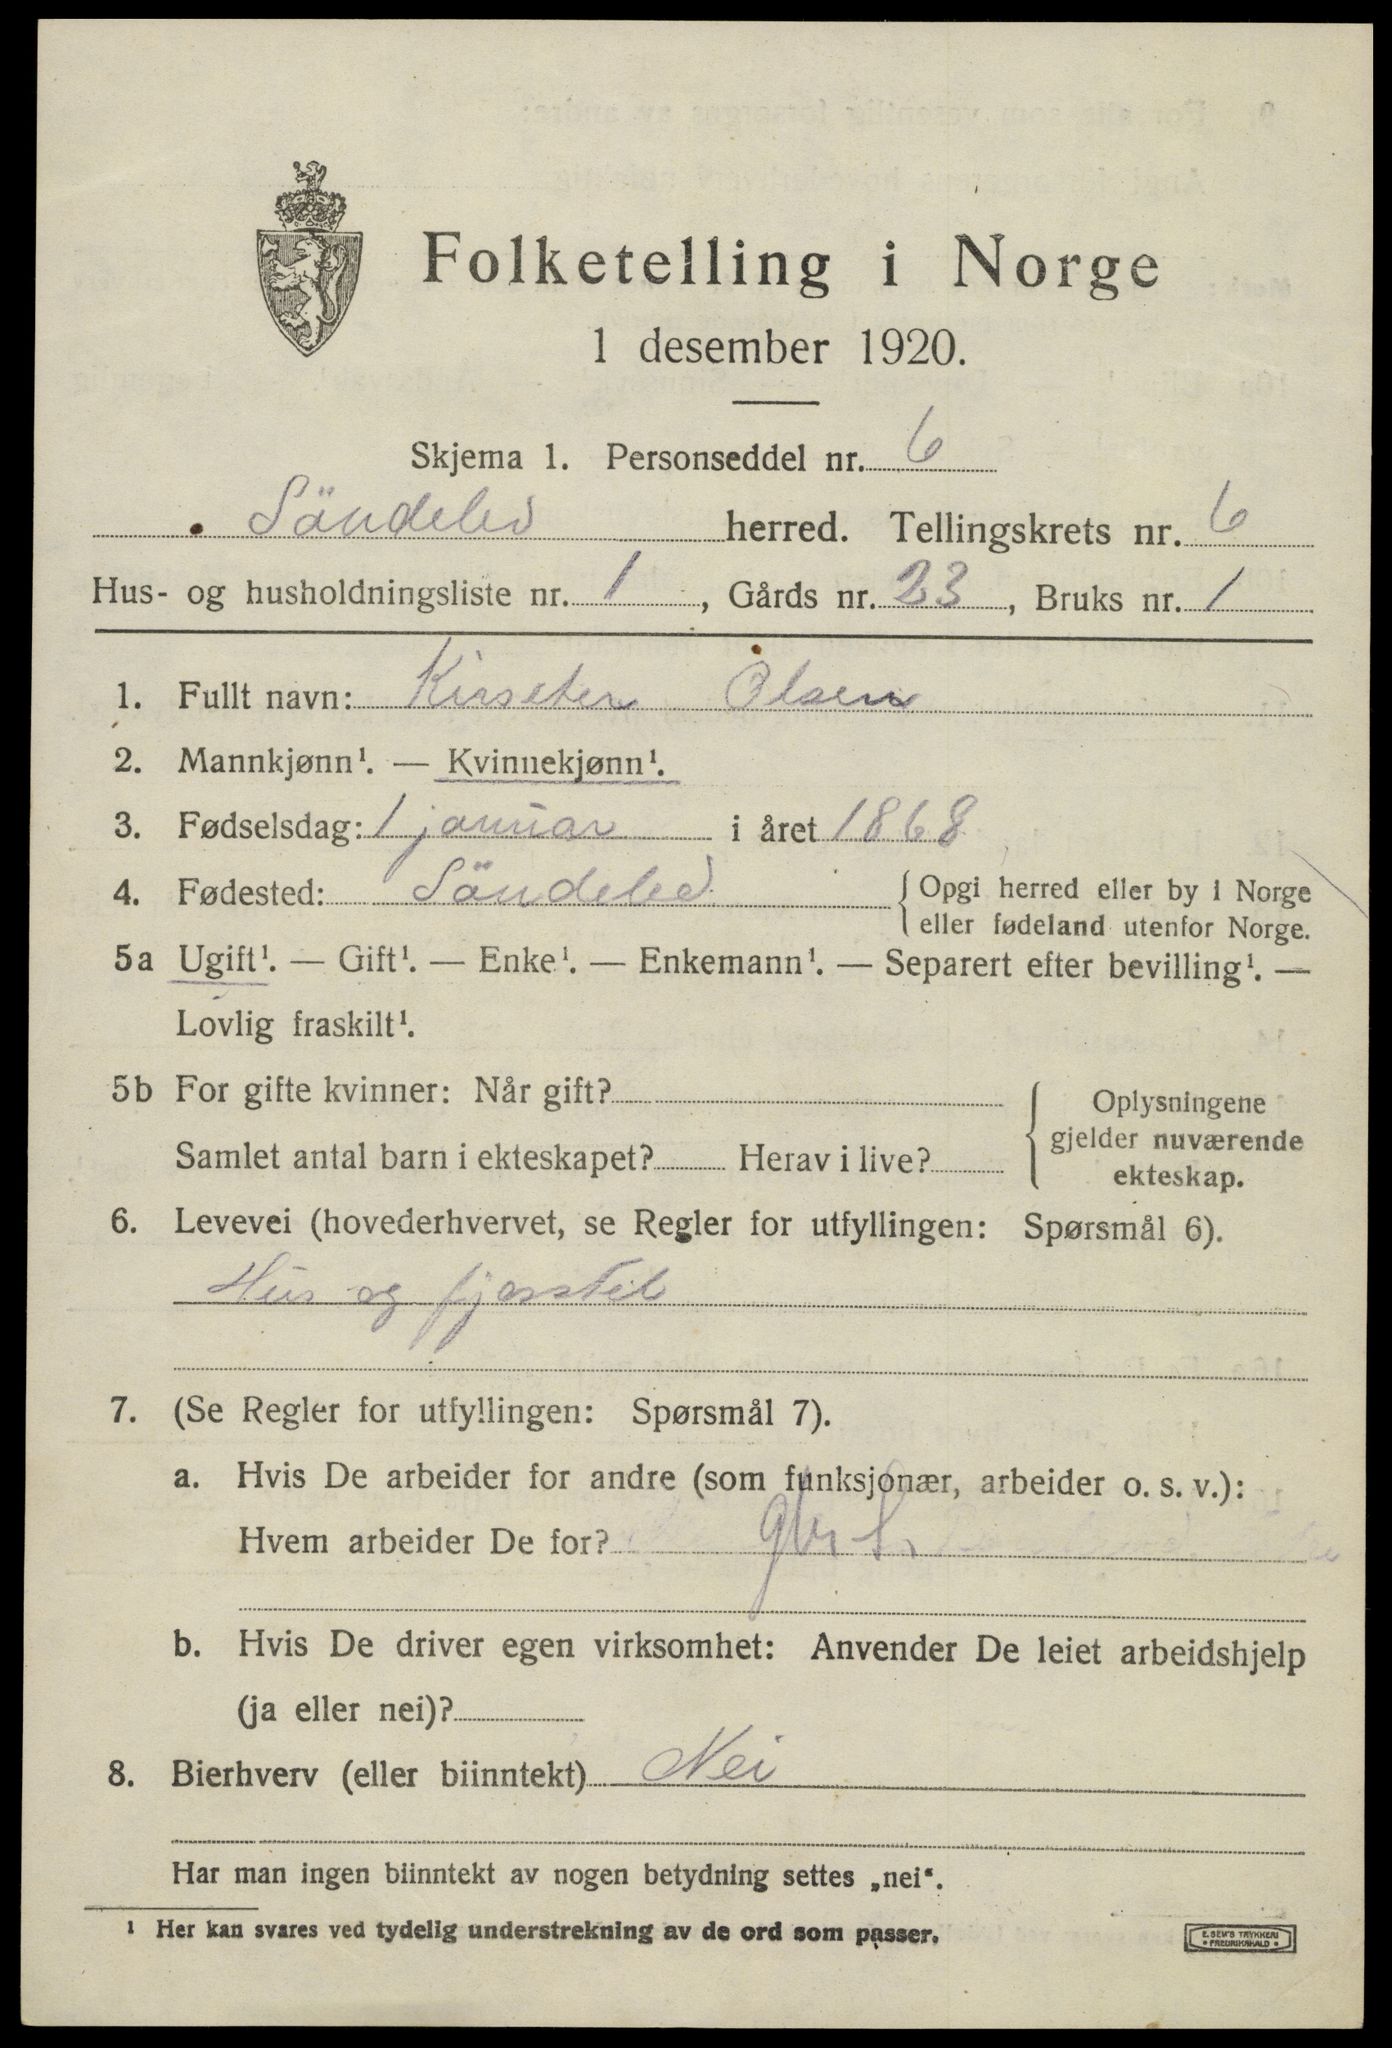 Folketelling i Norge
1 desember 1920.
Skjema 1. Personseddel nr. 6
Söndeled herred. Tellingskrets nr. 6
Hus- og husholdningsliste nr. 1, Gårds nr. 23, Bruks nr. 1
1. Fullt navn: Kirsten Olsen
2. Mannkjønn¹. — Kvinnekjønn¹.
3. Fødselsdag: 1 januar i året 1868
4. Fødested: Söndeled {Opgi herred eller by i Norge
eller fødeland utenfor Norge.
5a Ugift¹. — Gift¹. — Enke¹. — Enkemann¹. — Separert efter bevilling¹. —
Lovlig fraskilt¹.
5b For gifte kvinner: Når gift?
Samlet antal barn i ekteskapet? Herav i live?
{Oplysningene
gjelder nuværende
ekteskap.
6. Levevei (hovederhvervet, se Regler for utfyllingen: Spørsmål 6).
Hus og fjøsstel
7. (Se Regler for utfyllingen: Spørsmål 7).
a. Hvis De arbeider for andre (som funksjonær, arbeider o. s. v.):
Hvem arbeider De for?
b. Hvis De driver egen virksomhet: Anvender De leiet arbeidshjelp
(ja eller nei)?
8. Bierhverv (eller biinntekt) Nei
Har man ingen biinntekt av nogen betydning settes „nei“.
¹ Her kan svares ved tydelig understrekning av de ord som passer.
E. SEM'S TRYKKERI
• FREDRIKSHALD •